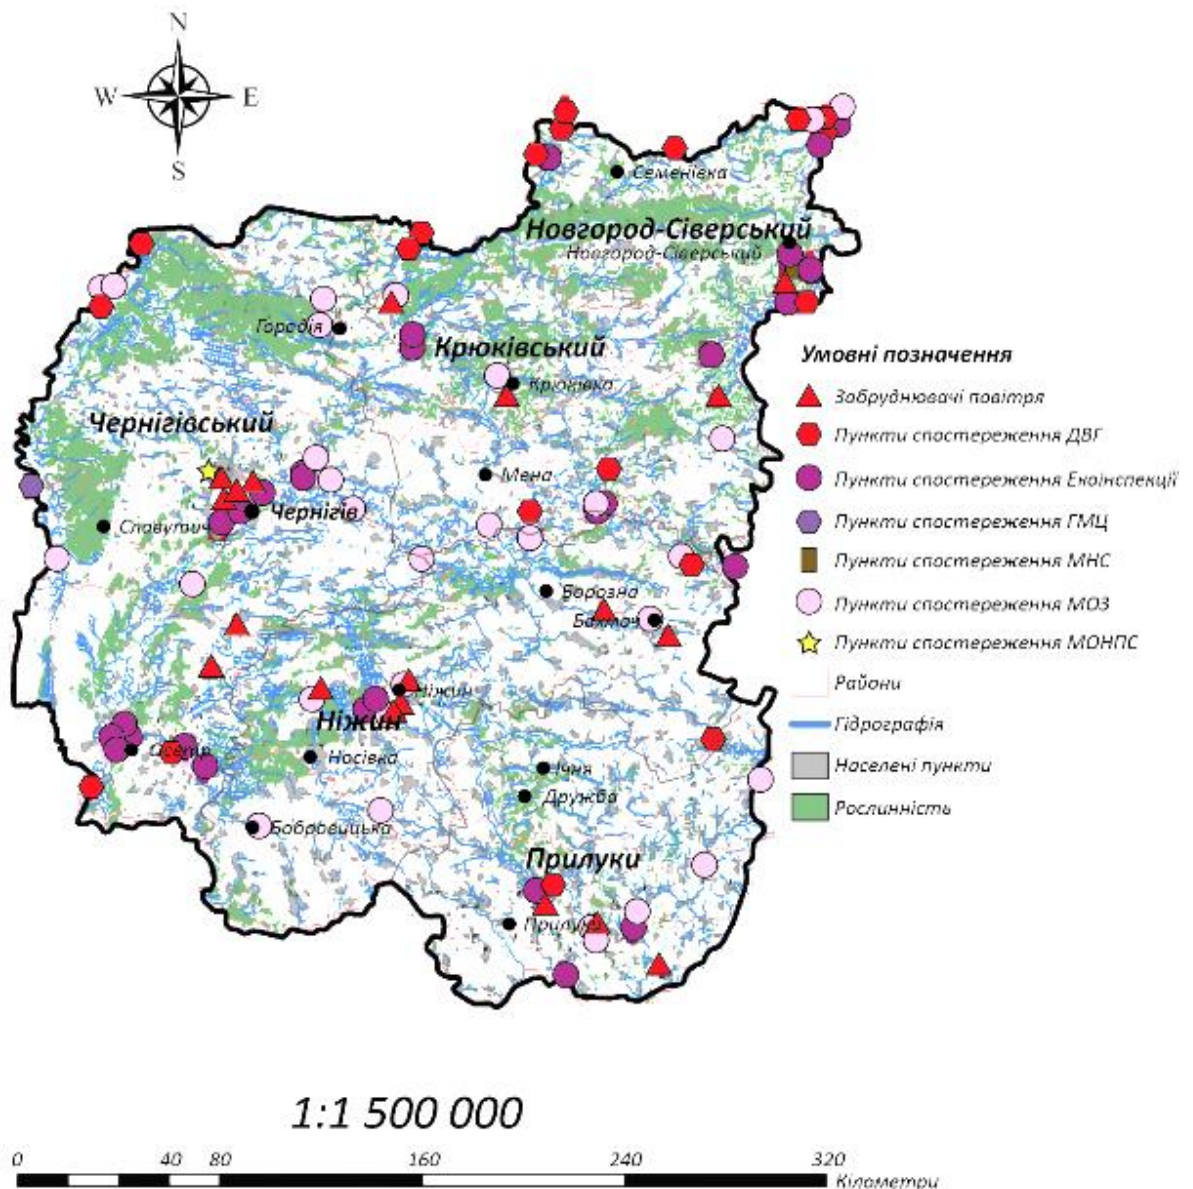 N
W E
S
Семенівка
Новгород-Сіверський
Новгород-Сіверський
Городія
Крюківський
Крюківка
Чернігівський
Мена
Чернігів
Славутич
Борозна
Бахмач
Ніжин
Ніжин
Носівка
Ічня
Дружба
Бобровицька
Прилуки
Прилуки
Умовні позначення
Забруднювачі повітря
Пункти спостереження ДВГ
Пункти спостереження Екоінспекції
Пункти спостереження ГМЦ
Пункти спостереження МНС
Пункти спостереження МОЗ
Пункти спостереження МОНПС
Райони
Гідрографія
Населені пункти
Рослинність
1:1 500 000
0 40 80 160 240 320
Кілометри